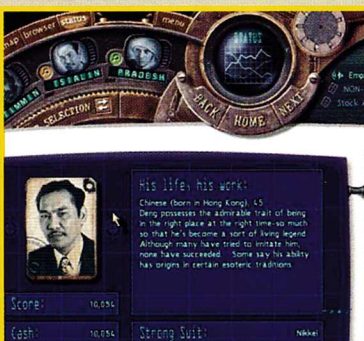 map
browser
status
menu
STATUS
ESBADEN
PRADESH
SELECTION
BACK
HOME
NEXT
Stock
His life, his work:
Chinese (born in Hong Kong), 45
Deng possesses the admirable trait of being
in the right place at the right time-so much
so that he's become a sort of living legend.
Although many have tried to imitate him,
none have succeeded. Some say his ability
has origins in certain esoteric traditions
Score: 10,054
Cash: 10,054
Strong Suit: Nikkei